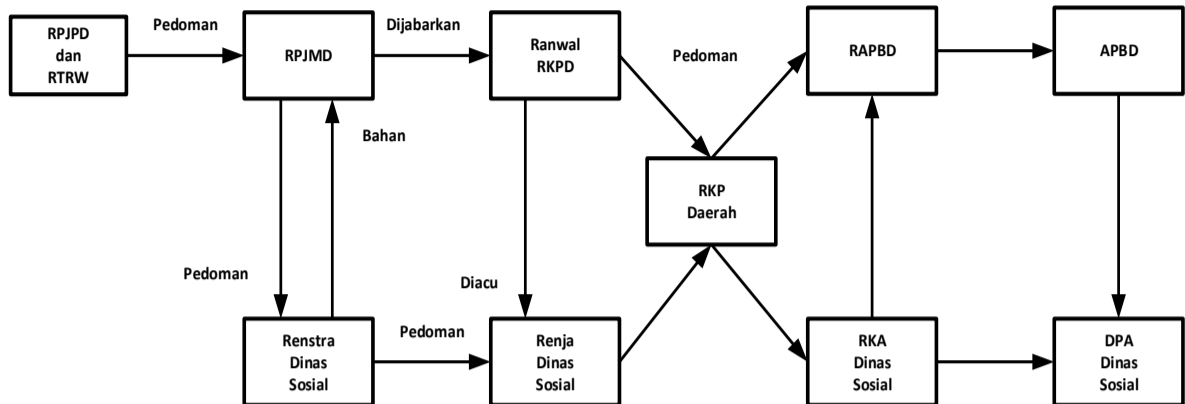 Pedoman
Dijabarkan
RPJPD
dan
RTRW
RPJMD
Ranwal
RKPD
Pedoman
RAPBD
APBD
Bahan
RKP
Daerah
Pedoman
Diacu
Pedoman
Renstra
Dinas
Sosial
Renja
Dinas
Sosial
RKA
Dinas
Sosial
DPA
Dinas
Sosial